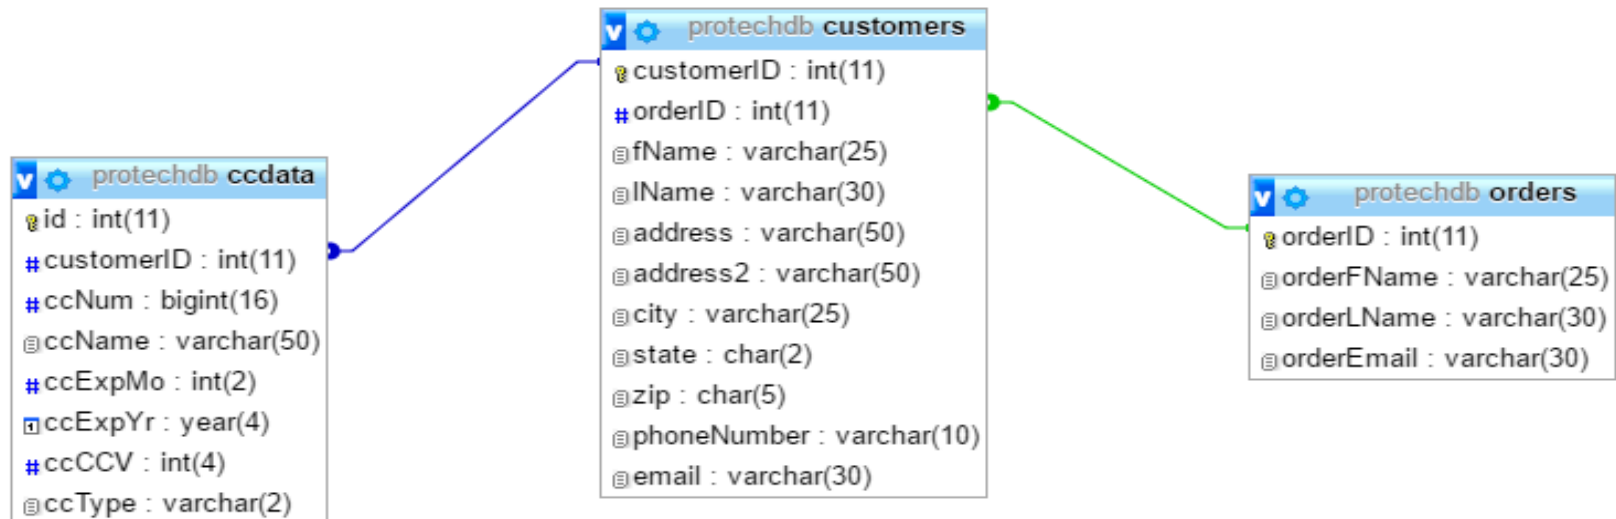 protechdb ccdata
id : int(11)
customerID : int(11)
ccNum : bigint(16)
ccName : varchar(50)
ccExpMo : int(2)
ccExpYr : year(4)
ccCCV : int(4)
ccType : varchar(2)
protechdb customers
customerID : int(11)
orderID : int(11)
fName : varchar(25)
lName : varchar(30)
address : varchar(50)
address2 : varchar(50)
city : varchar(25)
state : char(2)
zip : char(5)
phoneNumber : varchar(10)
email : varchar(30)
protechdb orders
orderID : int(11)
orderFName : varchar(25)
orderLName : varchar(30)
orderEmail : varchar(30)